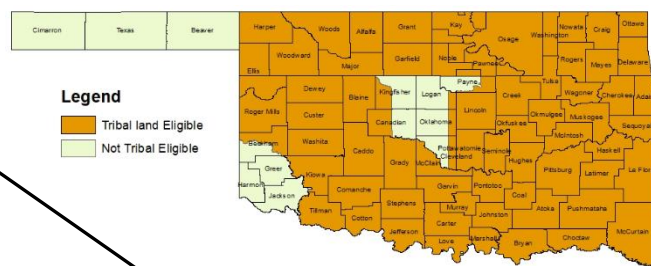 Cimarron
Texas
Beaver
Harper
Woods
Alfalfa
Grant
Kay
Osage
Washington
Nowata
Craig
Ottawa
Woodward
Major
Garfield
Noble
Pawnee
Rogers
Mayes
Delaware
Ellis
Dewey
Blaine
Kingfisher
Logan
Payne
Creek
Tulsa
Wagoner
Cherokee
Adai
Legend
Tribal land Eligible
Not Tribal Eligible
Roger Mills
Custer
Canadian
Oklahoma
Lincoln
Okfuskee
Okmulgee
Muskogee
McIntosh
Sequoyah
Beckham
Washita
Caddo
Grady
McClain
Cleveland
Pottawatomie
Seminole
Hughes
Pittsburg
Haskell
Latimer
Greer
Kiowa
Harmon
Jackson
Comanche
Tillman
Cotton
Stephens
Jefferson
Garvin
Murray
Carter
Love
Pontotoc
Johnston
Marshall
Coal
Atoka
Bryan
Pushmataha
Choctaw
McCurtain